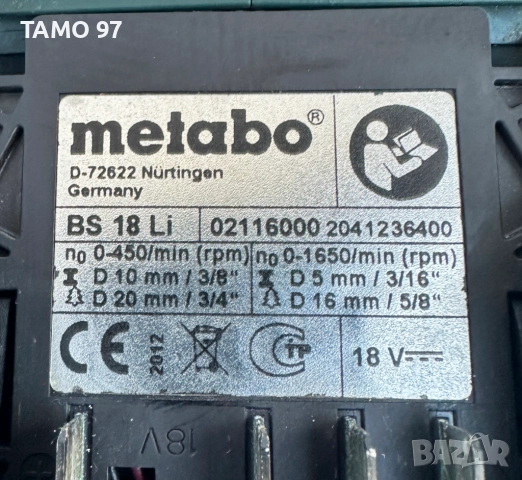 TAMO 97
metabo®
D-72622 Nürtingen
Germany
BS 18 Li
02116000 2041236400
n₀ 0-450/min (rpm)
n₀ 0-1650/min (rpm)
D 10 mm / 3/8"
D 5 mm / 3/16"
D 20 mm / 3/4"
D 16 mm / 5/8"
CE
2012
18 V
18V
BAZAR